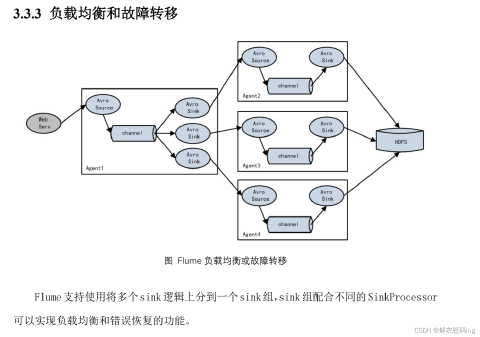 3.3.3 负载均衡和故障转移
Web
Serv
Avro
Source
channel
Avro
Sink
Avro
Sink
Avro
Sink
Agent1
Avro
Source
channel
Avro
Sink
Agent2
Avro
Source
channel
Avro
Sink
Agent3
Avro
Source
channel
Avro
Sink
Agent4
HDFS
图 Flume 负载均衡或故障转移
Flume支持使用将多个sink逻辑上分到一个sink组,sink组配合不同的SinkProcessor
可以实现负载均衡和错误恢复的功能。